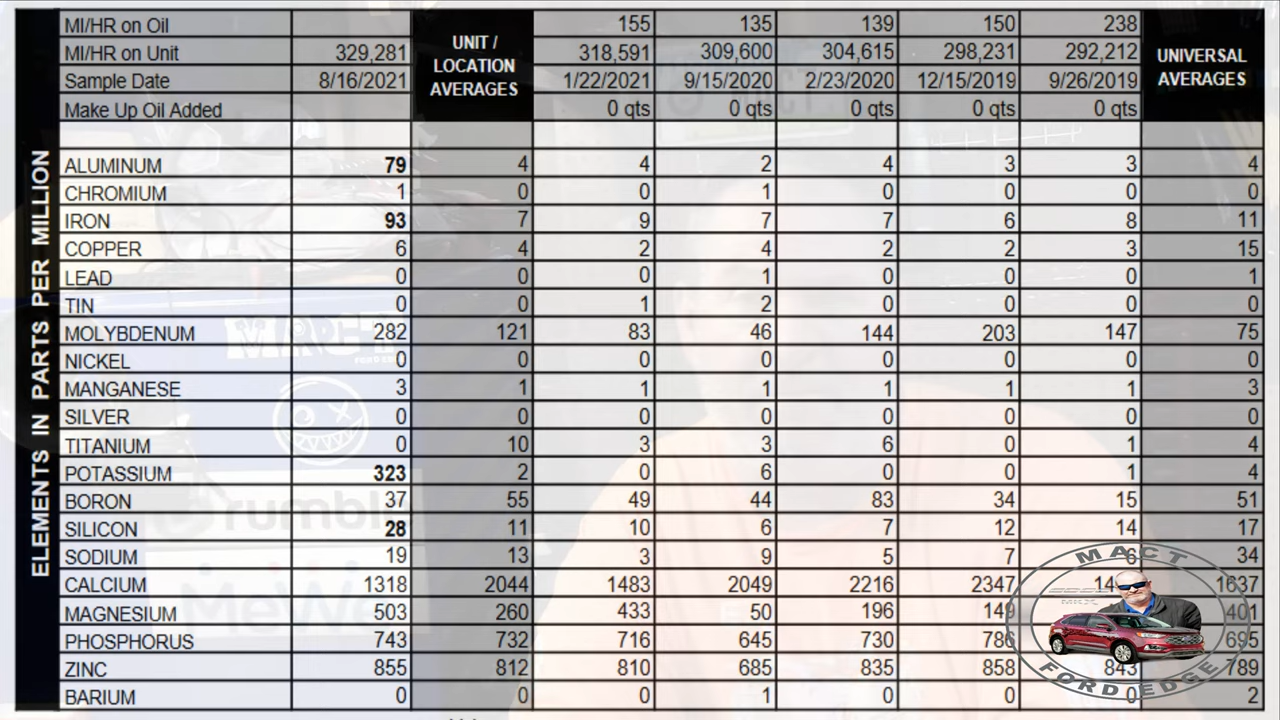 MI/HR on Oil 155 135 139 150 238
MI/HR on Unit 329,281 318,591 309,600 304,615 298,231 292,212
Sample Date 8/16/2021 1/22/2021 9/15/2020 2/23/2020 12/15/2019 9/26/2019
Make Up Oil Added 0 qts 0 qts 0 qts 0 qts 0 qts
UNIT /
LOCATION
AVERAGES
UNIVERSAL
AVERAGES
ELEMENTS IN PARTS PER MILLION
ALUMINUM 79 4 4 2 4 3 3 4
CHROMIUM 1 0 0 1 0 0 0 0
IRON 93 7 9 7 7 6 8 11
COPPER 6 4 2 4 2 2 3 15
LEAD 0 0 0 1 0 0 0 1
TIN 0 0 1 2 0 0 0 0
MOLYBDENUM 282 121 83 46 144 203 147 75
NICKEL 0 0 0 0 0 0 0 0
MANGANESE 3 1 1 1 1 1 1 3
SILVER 0 0 0 0 0 0 0 0
TITANIUM 0 10 3 3 6 0 1 4
POTASSIUM 323 2 0 6 0 0 1 4
BORON 37 55 49 44 83 34 15 51
SILICON 28 11 10 6 7 12 14 17
SODIUM 19 13 3 9 5 7 6 34
CALCIUM 1318 2044 1483 2049 2216 2347 1637
MAGNESIUM 503 260 433 50 196 149 401
PHOSPHORUS 743 732 716 645 730 786 695
ZINC 855 812 810 685 835 858 843 789
BARIUM 0 0 0 1 0 0 0 2
MACT
FORD EDGE
MACT
rumble
MeWe